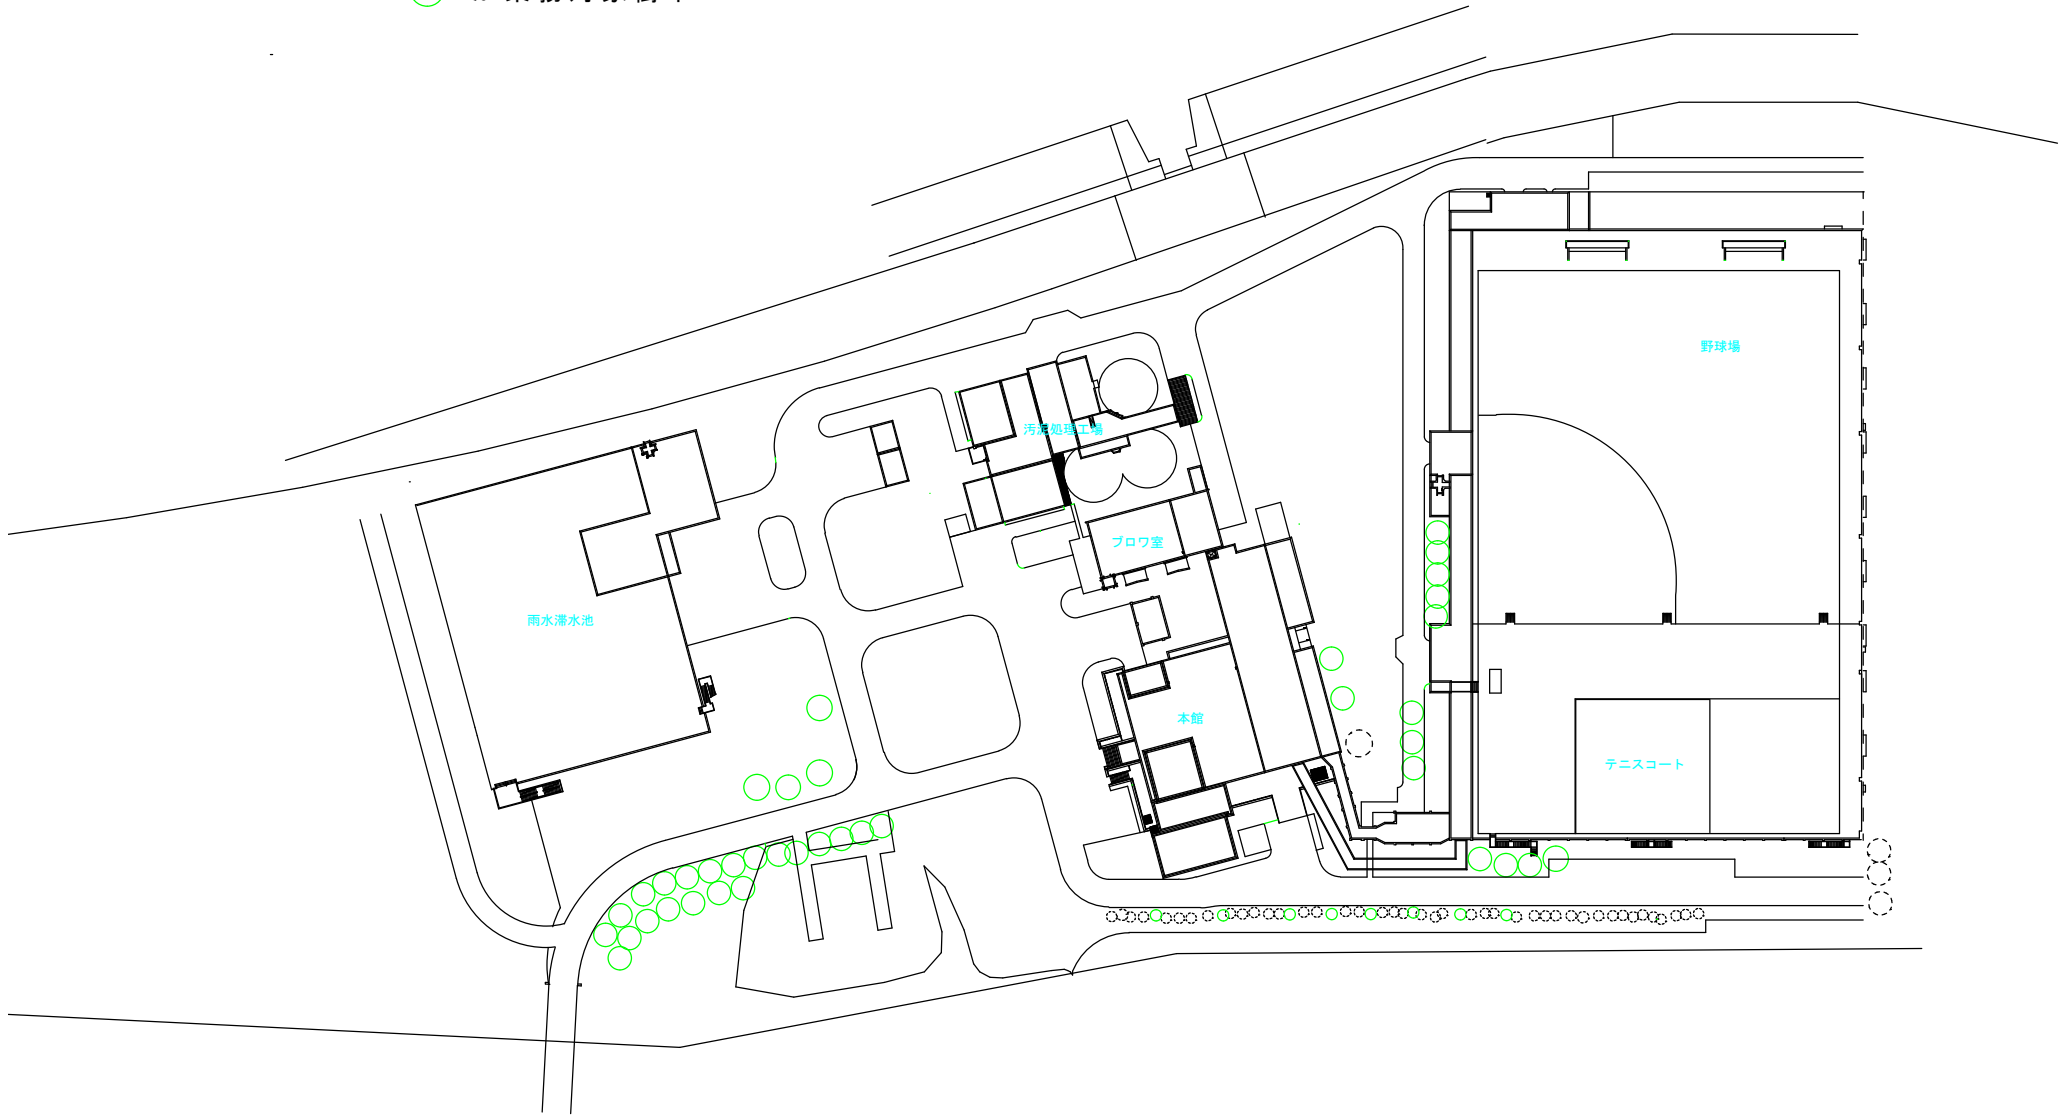 野球場
汚泥処理工場
ブロワ室
雨水滞水池
本館
テニスコート